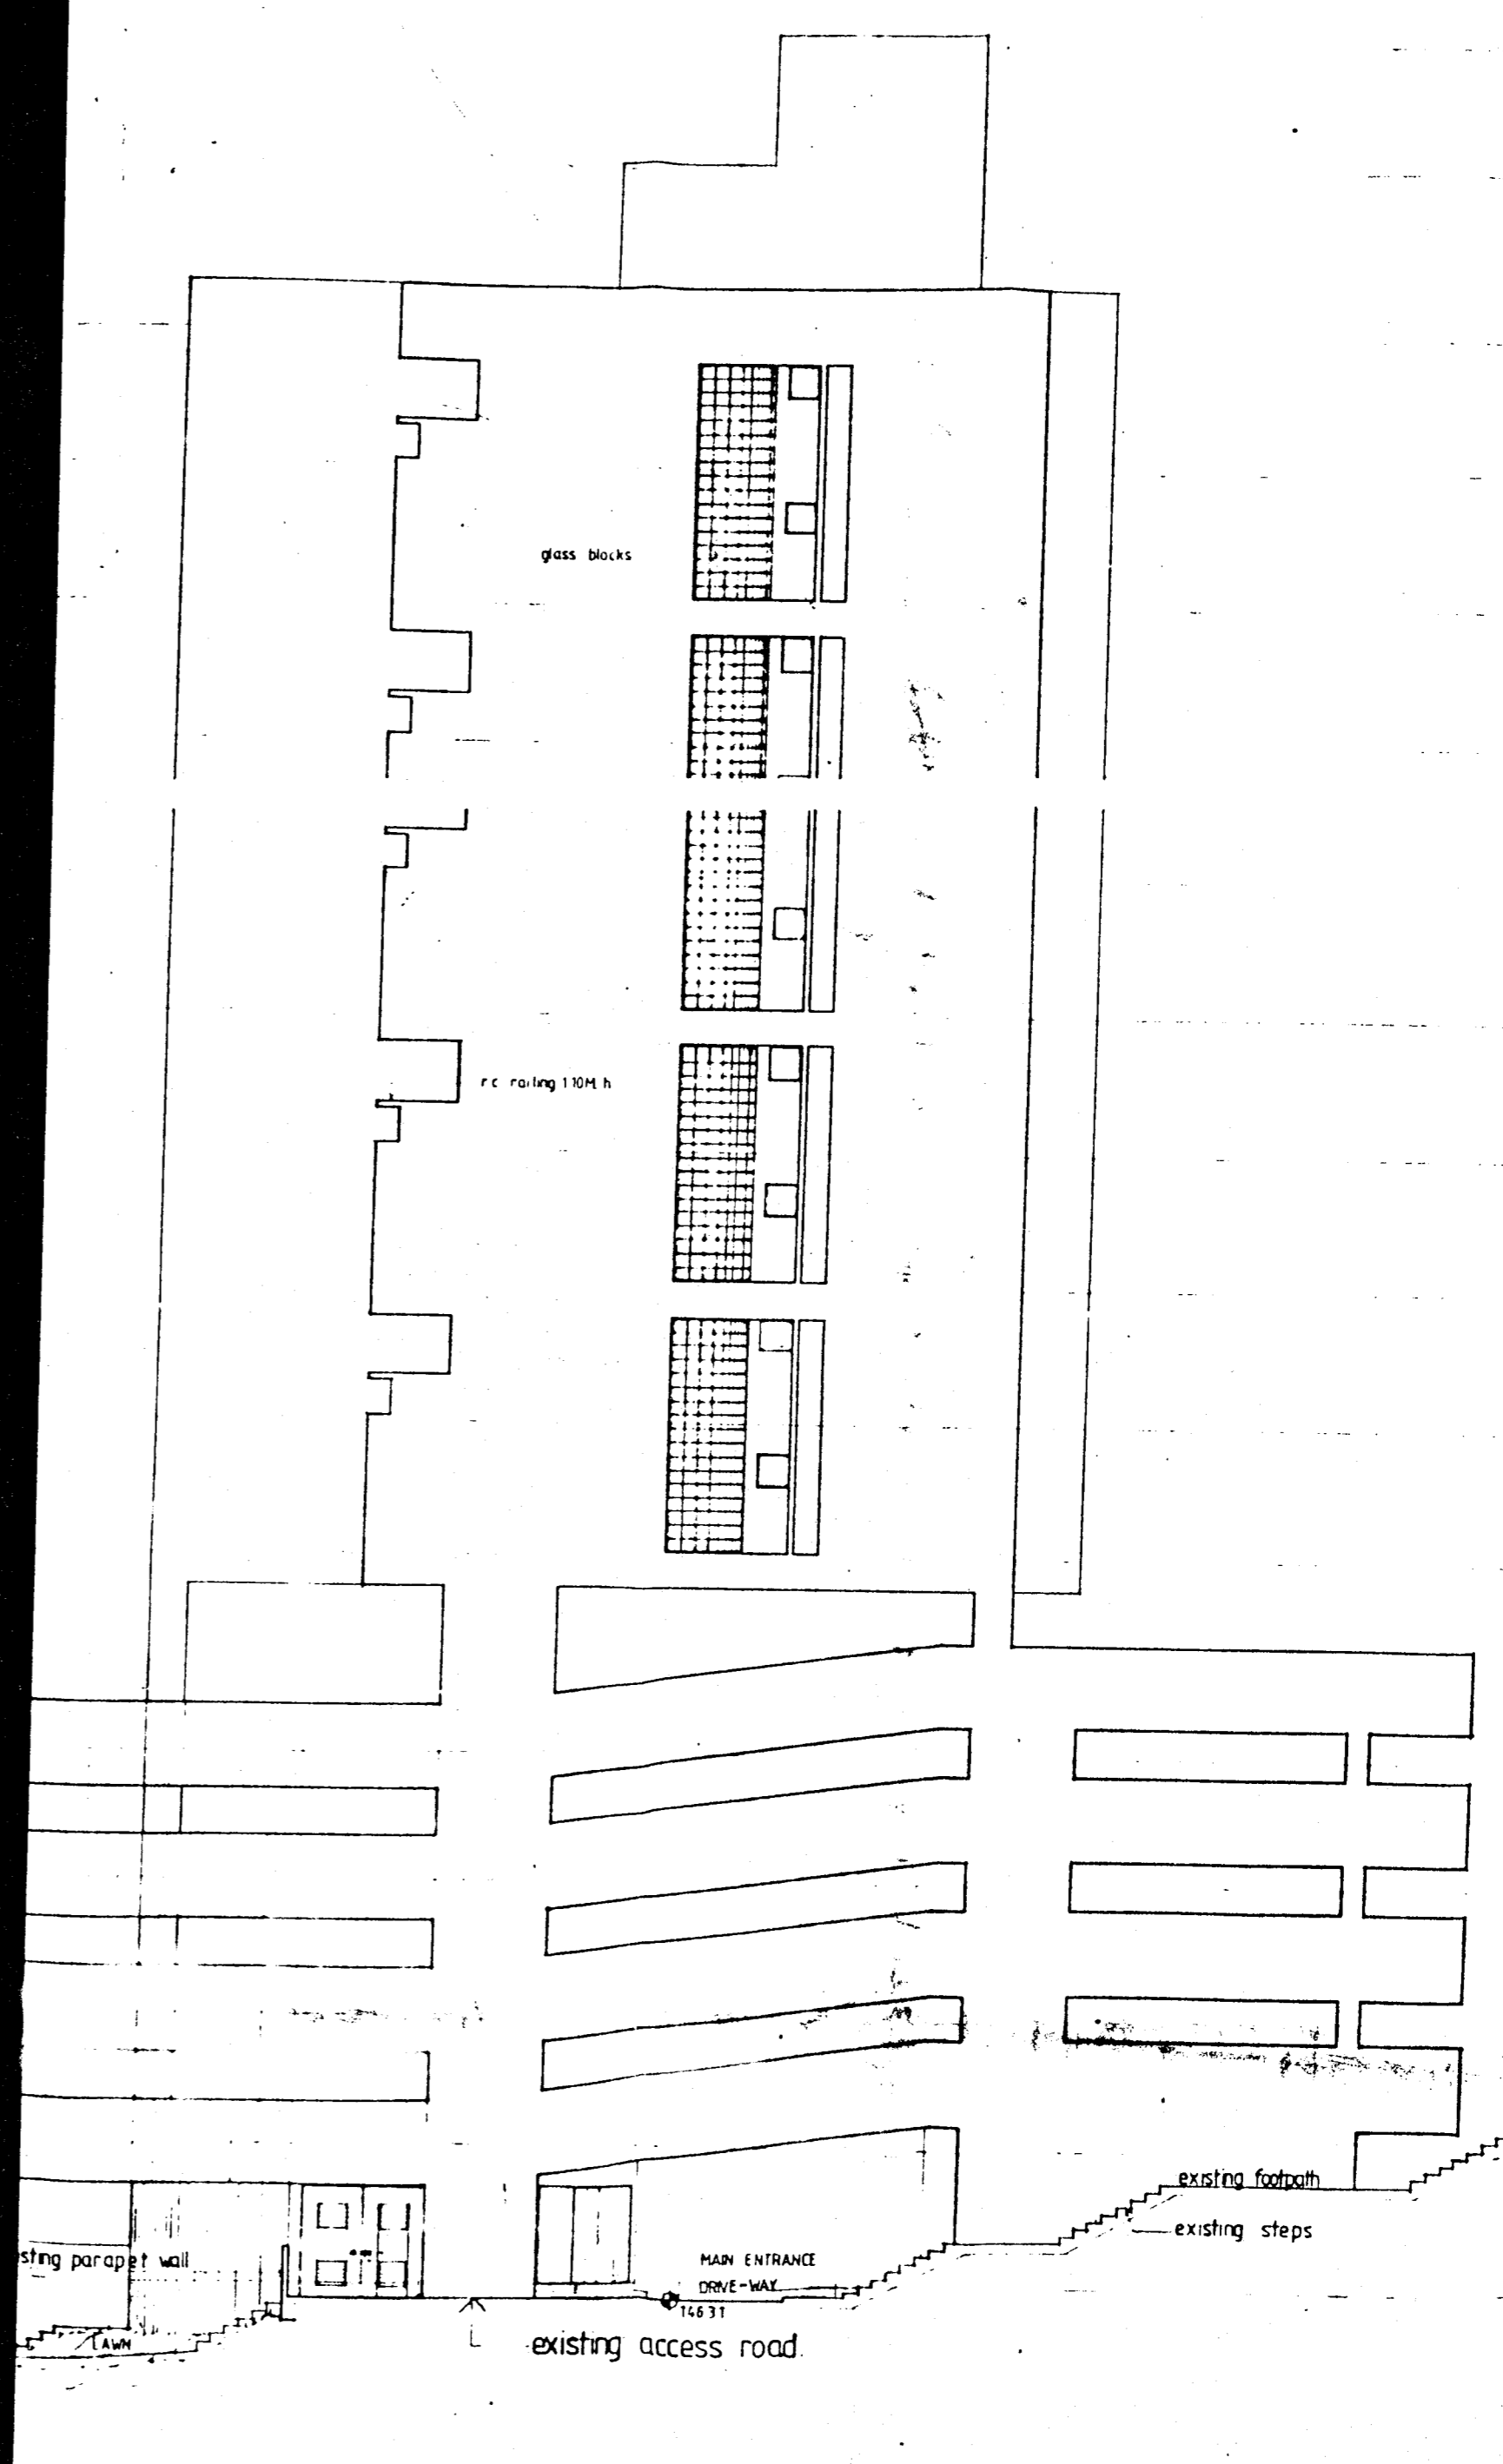 glass blocks
r.c railing 1.10M. h
existing footpath
existing steps
sting parapet wall
MAIN ENTRANCE
DRIVE-WAY
146 31
LAWN
existing access road.